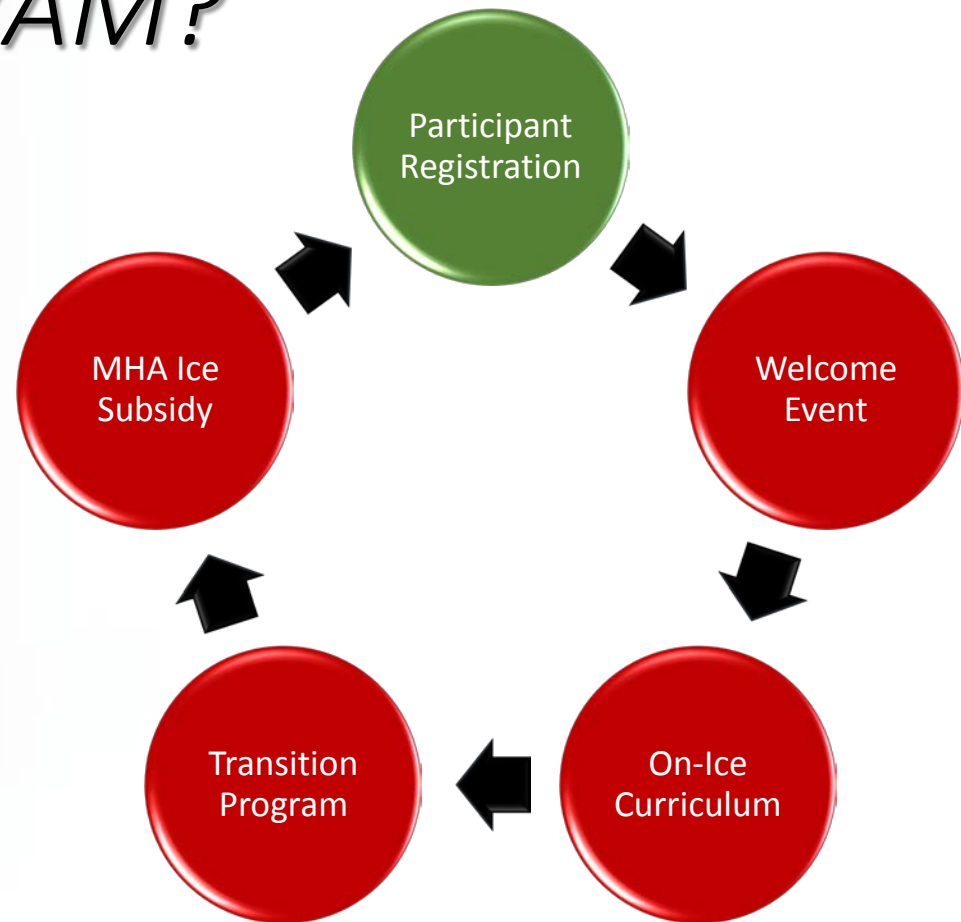 AM?
Participant
Registration
Welcome
Event
On-Ice
Curriculum
Transition
Program
MHA Ice
Subsidy